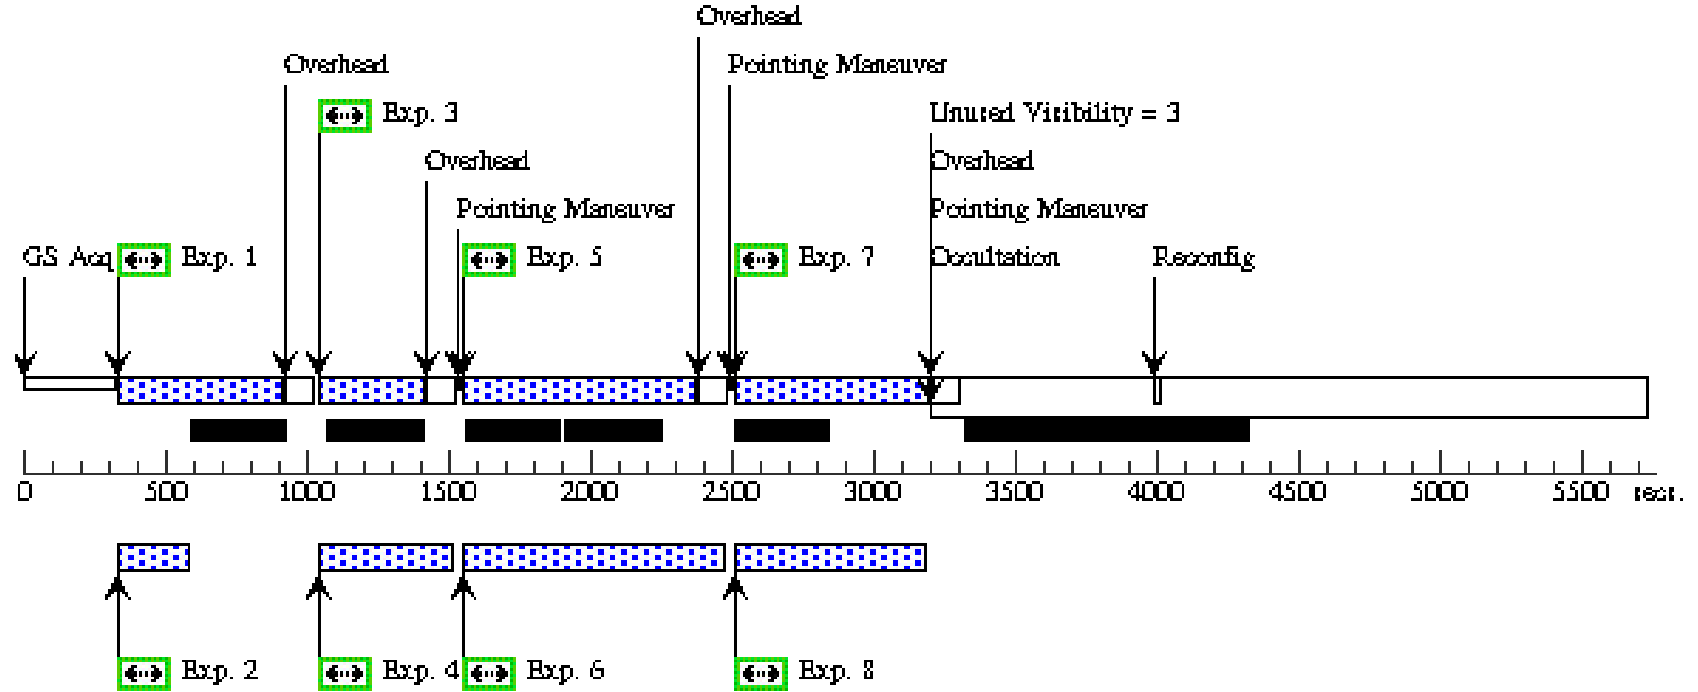 Overhead
Overhead
Pointing Maneuver
Exp. 3
Unused Visibility = 3
Overhead
Overhead
Pointing Maneuver
Pointing Maneuver
GS Acq
Exp. 1
Exp. 5
Exp. 7
Occultation
Reconfig
0 500 1000 1500 2000 2500 3000 3500 4000 4500 5000 5500 secs.
Exp. 2
Exp. 4
Exp. 6
Exp. 8